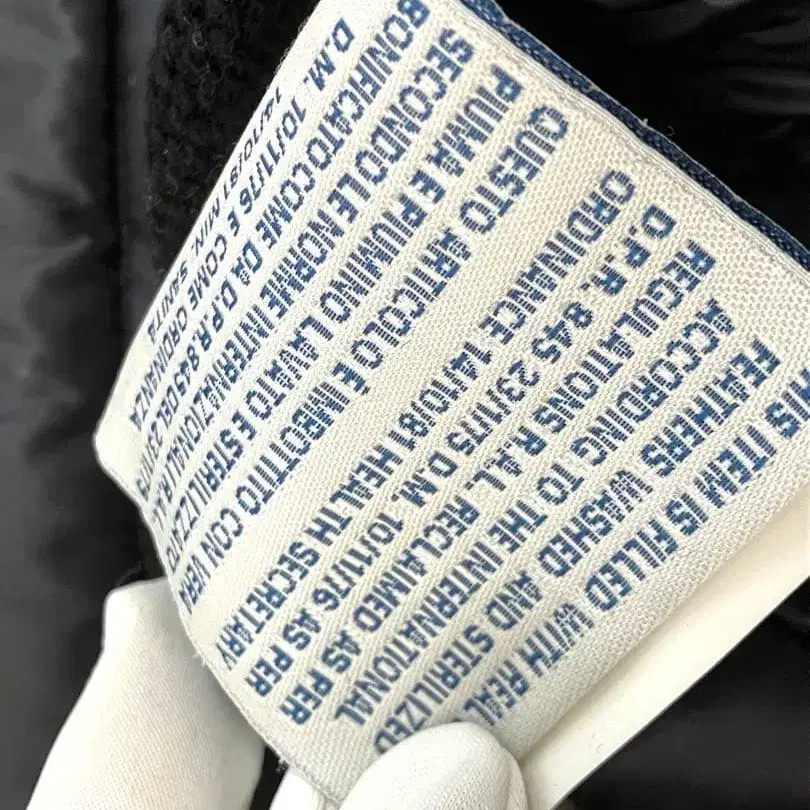 THIS ITEM IS FILLED WITH REAL
FEATHERS WASHED AND STERILIZED
ACCORDING TO THE INTERNATIONAL
REGULATIONS R.A.L. RECLAIMED AS PER
D.P.R. 845 23/11/75 D.M. 10/11/76 AS PER
ORDINANCE 14/10/81 HEALTH SECRETARY
QUESTO ARTICOLO E IMBOTTITO CON VERE
PIUMA E PIUMINO LAVATO E STERILIZZATO
SECONDO LE NORME INTERNAZIONALI R.A.L.
BONIFICATO COME DA D.P.R. 845 DEL 23/11/75
D.M. 10/11/76 E COME ORDINANZA
14/10/81 MIN. SANITA